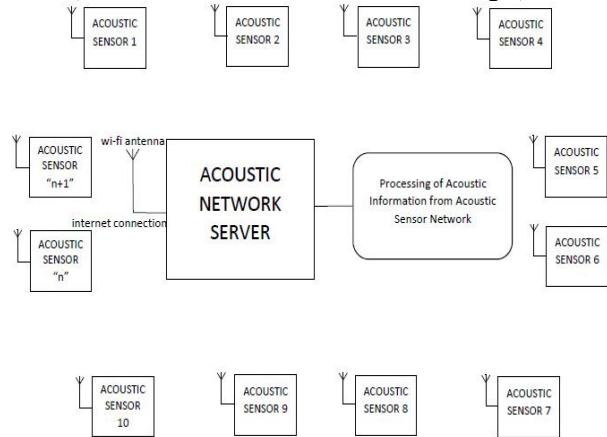 ACOUSTIC
SENSOR 1
ACOUSTIC
SENSOR 2
ACOUSTIC
SENSOR 3
ACOUSTIC
SENSOR 4
ACOUSTIC
SENSOR
"n+1"
wi-fi antenna
internet connection
ACOUSTIC
NETWORK
SERVER
Processing of Acoustic
Information from Acoustic
Sensor Network
ACOUSTIC
SENSOR 5
ACOUSTIC
SENSOR
"n"
ACOUSTIC
SENSOR 6
ACOUSTIC
SENSOR
10
ACOUSTIC
SENSOR 9
ACOUSTIC
SENSOR 8
ACOUSTIC
SENSOR 7